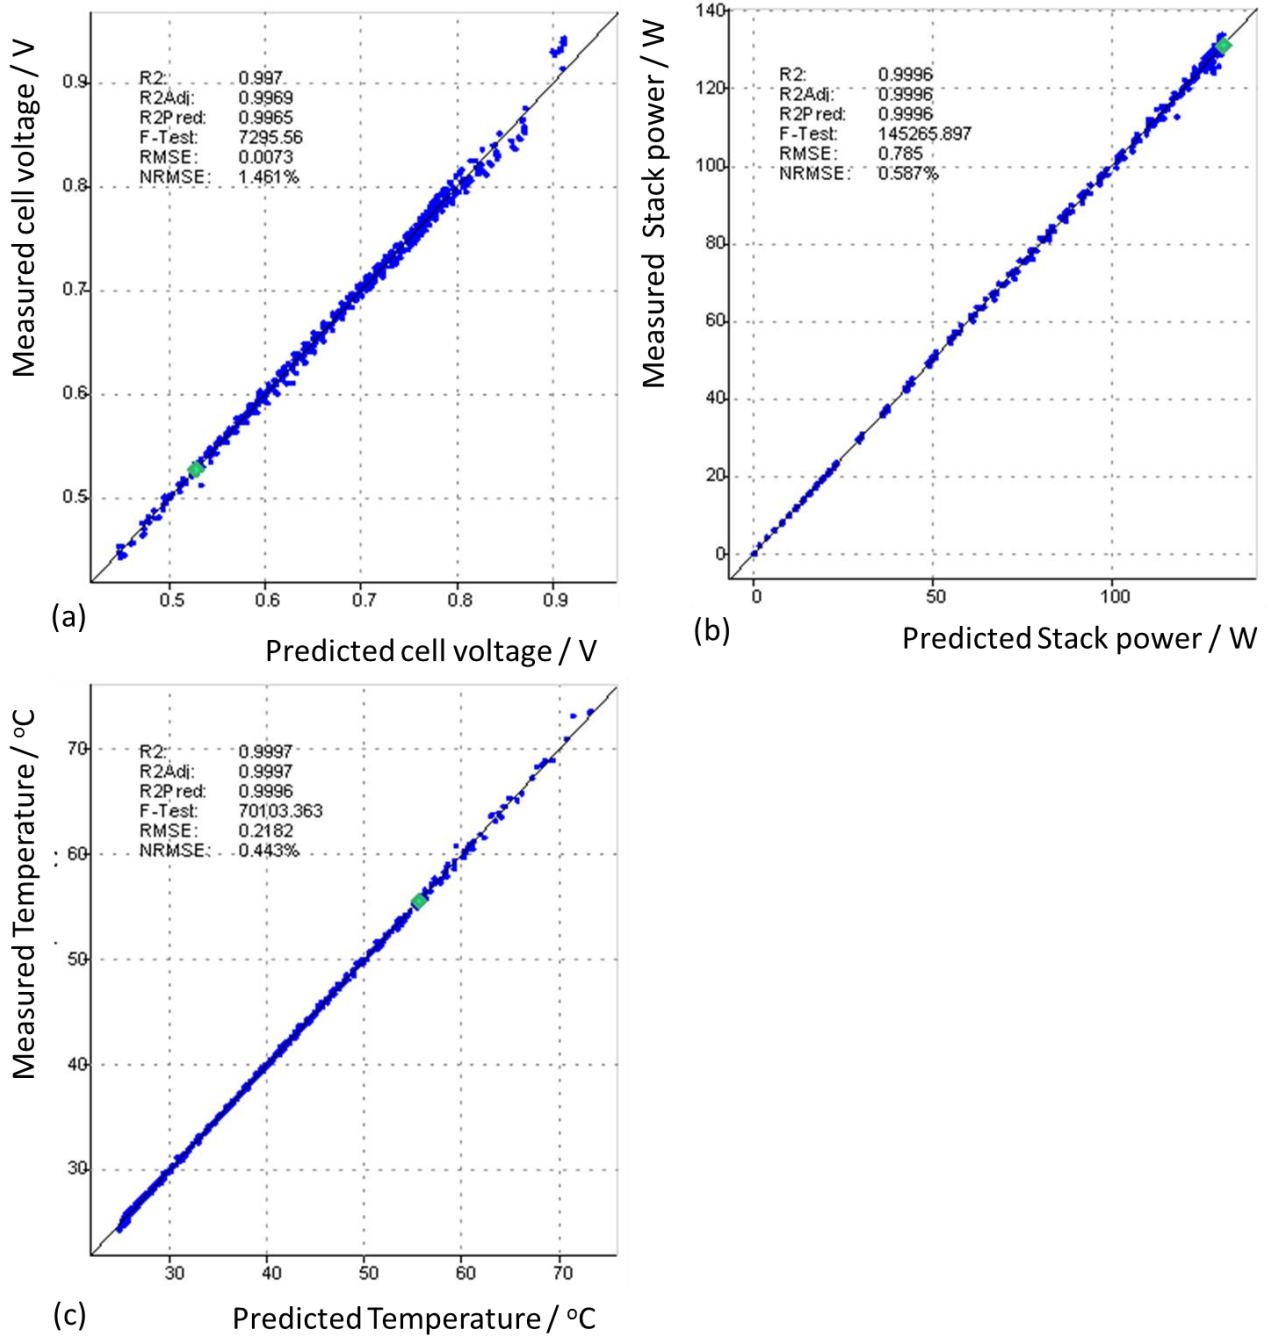 Measured cell voltage / V
R2: 0.997
R2Adj: 0.9969
R2Pred: 0.9965
F-Test: 7295.56
RMSE: 0.0073
NRMSE: 1.461%
0.9
0.8
0.7
0.6
0.5
0.5 0.6 0.7 0.8 0.9
(a)
Predicted cell voltage / V
Measured Stack power / W
R2: 0.9996
R2Adj: 0.9996
R2Pred: 0.9996
F-Test: 145265.897
RMSE: 0.785
NRMSE: 0.587%
140
120
100
80
60
40
20
0
0 50 100
(b)
Predicted Stack power / W
Measured Temperature / ºC
R2: 0.9997
R2Adj: 0.9997
R2Pred: 0.9996
F-Test: 70103.363
RMSE: 0.2182
NRMSE: 0.443%
70
60
50
40
30
30 40 50 60 70
(c)
Predicted Temperature / ºC